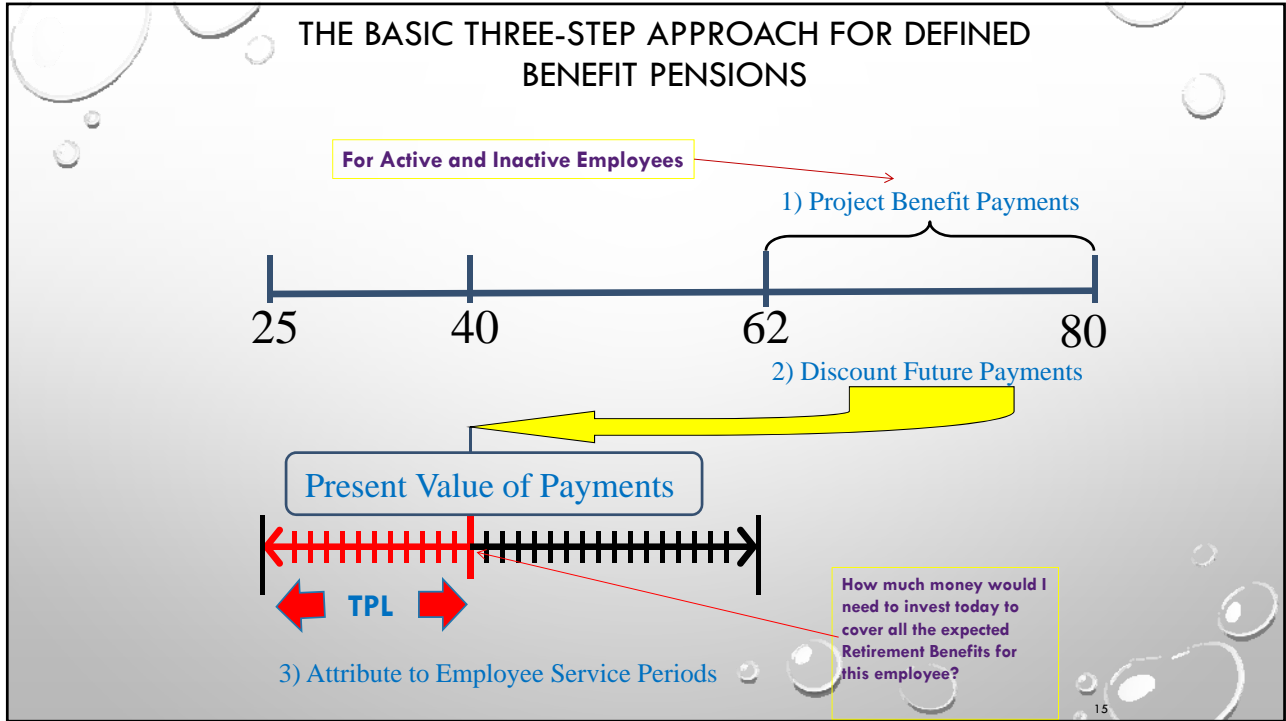 THE BASIC THREE-STEP APPROACH FOR DEFINED
BENEFIT PENSIONS
For Active and Inactive Employees
1) Project Benefit Payments
25
40
62
80
2) Discount Future Payments
Present Value of Payments
TPL
How much money would I
need to invest today to
cover all the expected
Retirement Benefits for
this employee?
3) Attribute to Employee Service Periods
15